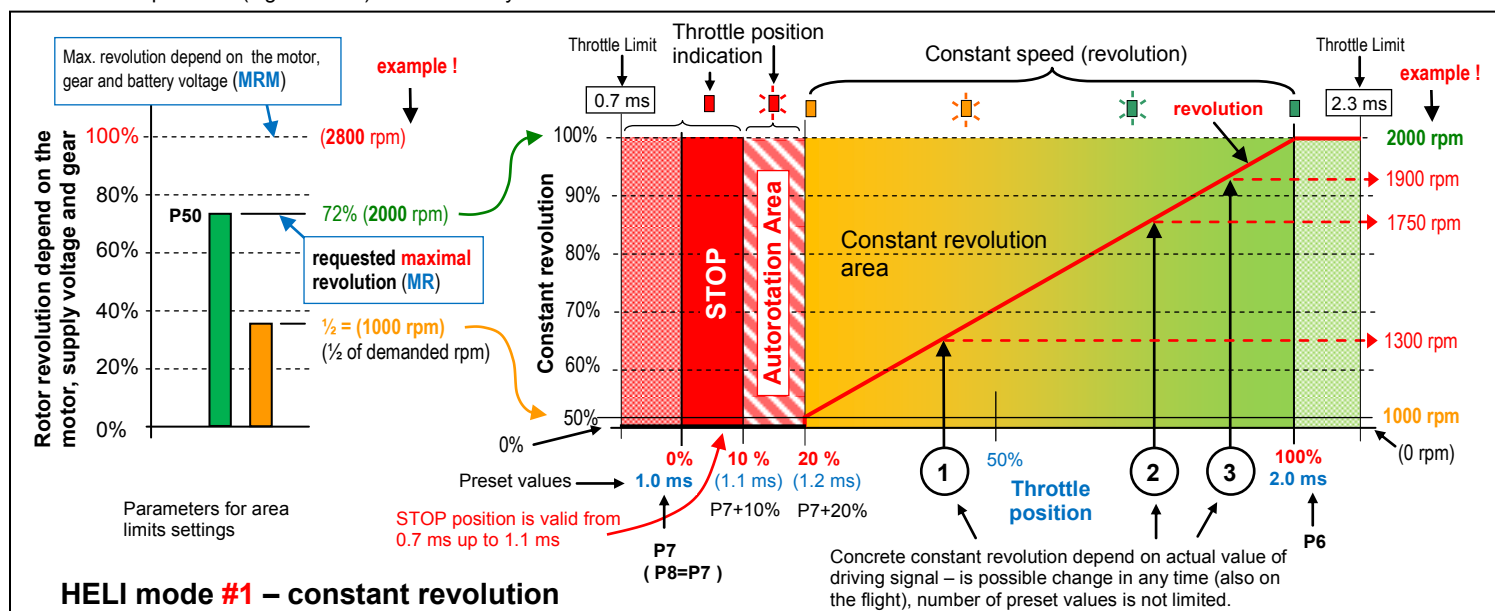 Max. revolution depend on the motor,
gear and battery voltage (MRM)
example !
Rotor revolution depend on the
motor, supply voltage and gear
100%
80%
60%
40%
20%
0%
(2800 rpm)
P50
72% (2000 rpm)
requested maximal
revolution (MR)
½ = (1000 rpm)
(½ of demanded rpm)
Parameters for area
limits settings
Throttle Limit
0.7 ms
Throttle position
indication
Constant speed (revolution)
Throttle Limit
2.3 ms
example !
revolution
Constant revolution
100%
90%
80%
70%
60%
50%
0%
STOP
Autorotation Area
Constant revolution
area
2000 rpm
1900 rpm
1750 rpm
1300 rpm
1000 rpm
(0 rpm)
0%
10 %
20 %
50%
100%
Preset values
1.0 ms
(1.1 ms)
(1.2 ms)
2.0 ms
1
2
3
Throttle
position
P7+10%
P7+20%
STOP position is valid from
0.7 ms up to 1.1 ms
P7
( P8=P7 )
P6
Concrete constant revolution depend on actual value of
driving signal – is possible change in any time (also on
the flight), number of preset values is not limited.
HELI mode #1 – constant revolution